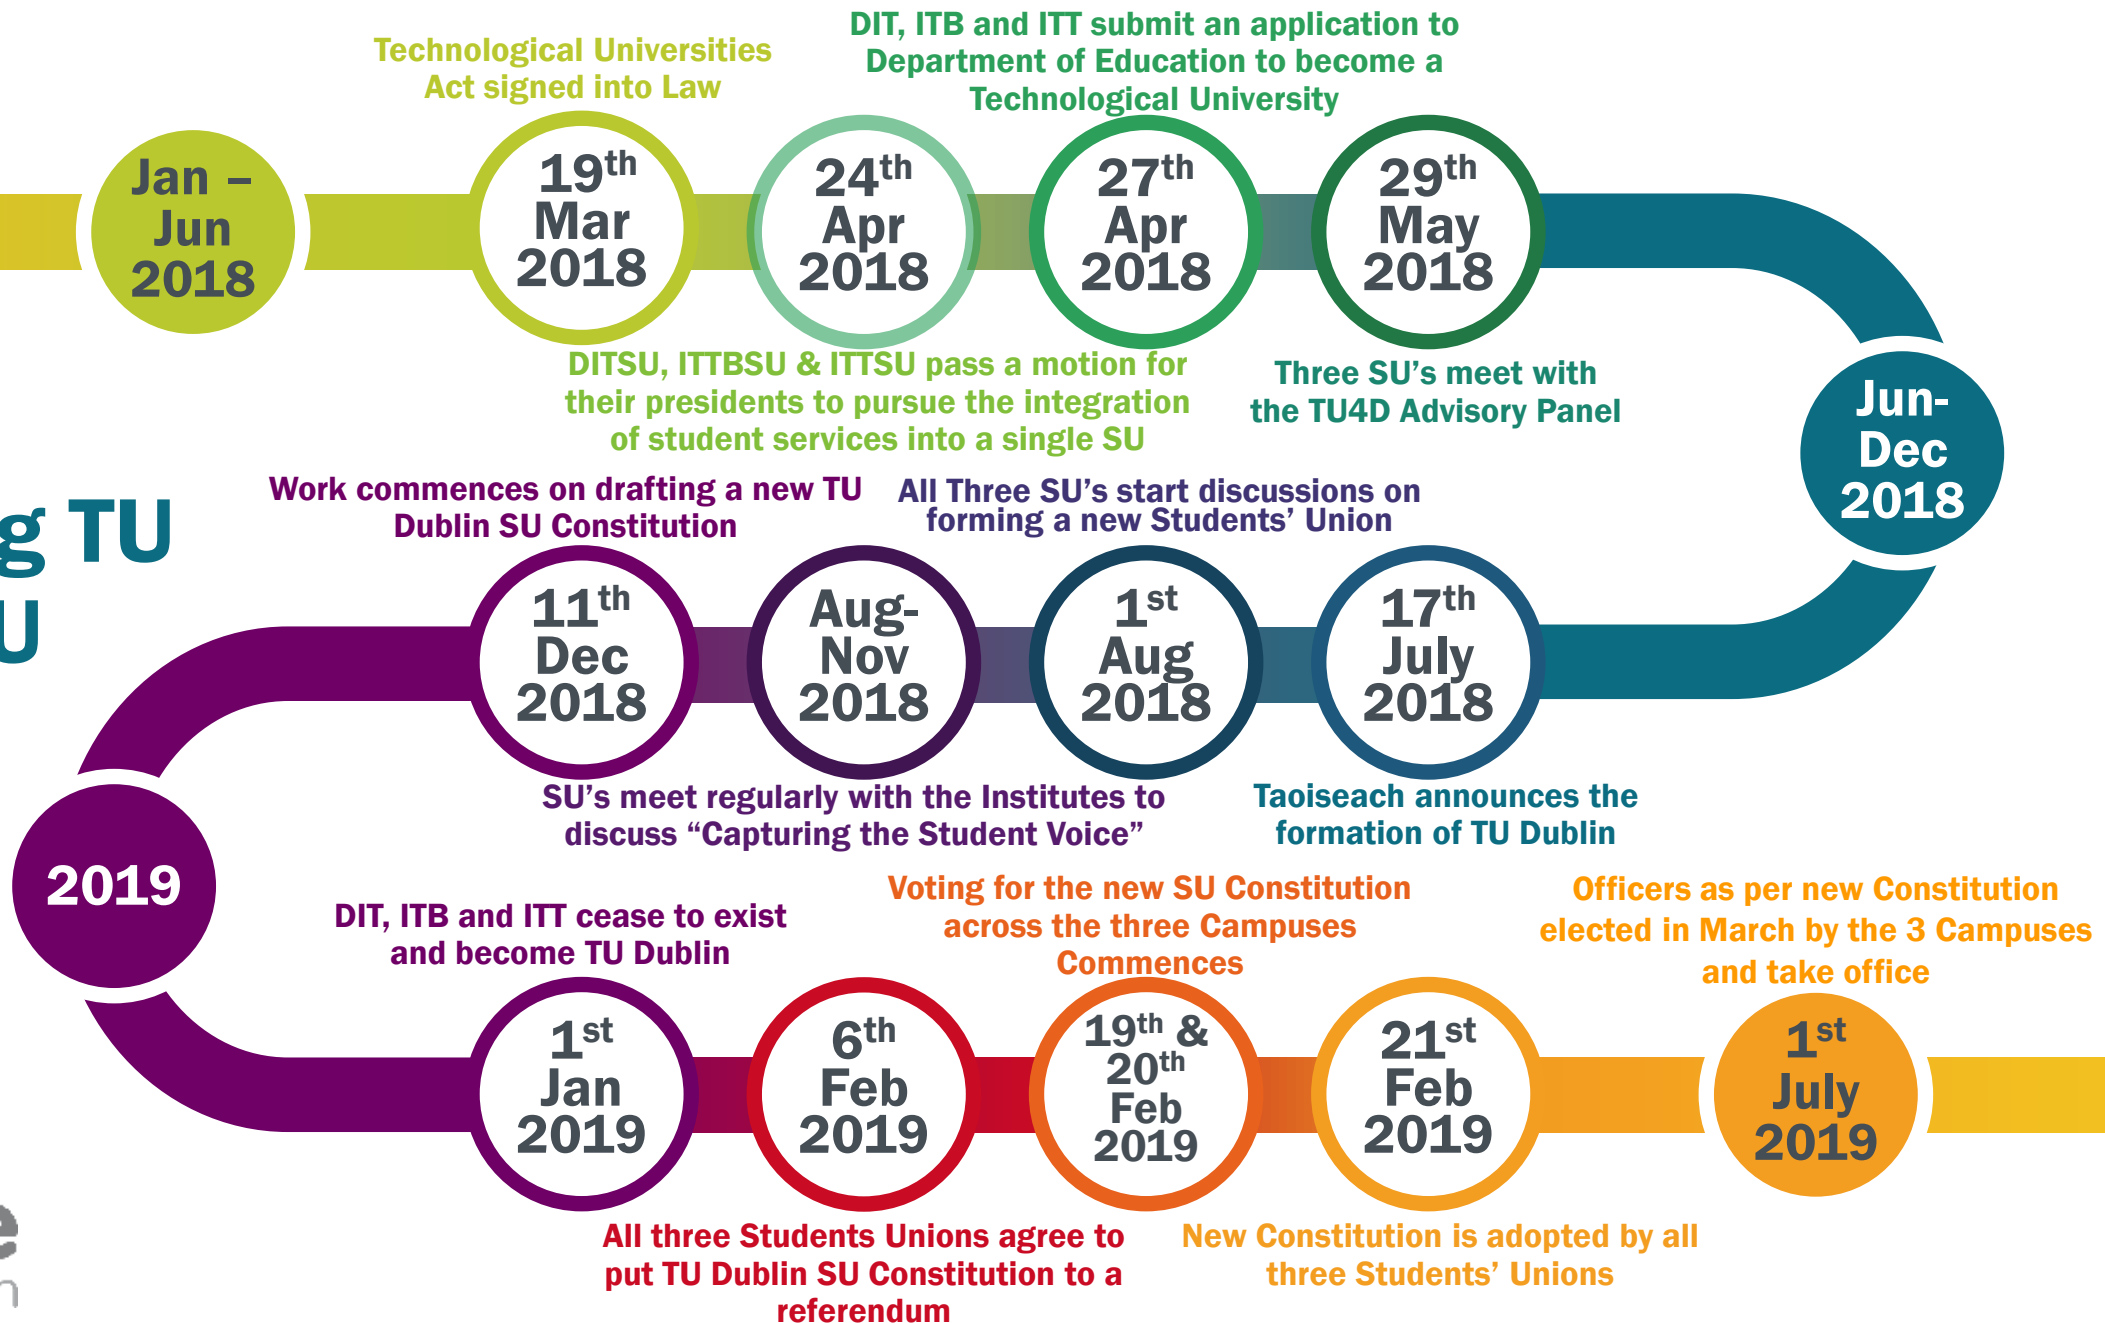 Technological Universities
Act signed into Law
DIT, ITB and ITT submit an application to
Department of Education to become a
Technological University
Jan –
Jun
2018
19th
Mar
2018
24th
Apr
2018
27th
Apr
2018
29th
May
2018
DITSU, ITTBSU & ITTSU pass a motion for
their presidents to pursue the integration
of student services into a single SU
Three SU’s meet with
the TU4D Advisory Panel
Jun-
Dec
2018
g TU
U
Work commences on drafting a new TU
Dublin SU Constitution
All Three SU’s start discussions on
forming a new Students’ Union
11th
Dec
2018
Aug-
Nov
2018
1st
Aug
2018
17th
July
2018
SU’s meet regularly with the Institutes to
discuss “Capturing the Student Voice”
Taoiseach announces the
formation of TU Dublin
2019
DIT, ITB and ITT cease to exist
and become TU Dublin
Voting for the new SU Constitution
across the three Campuses
Commences
Officers as per new Constitution
elected in March by the 3 Campuses
and take office
1st
Jan
2019
6th
Feb
2019
19th &
20th
Feb
2019
21st
Feb
2019
1st
July
2019
All three Students Unions agree to
put TU Dublin SU Constitution to a
referendum
New Constitution is adopted by all
three Students’ Unions
e
n